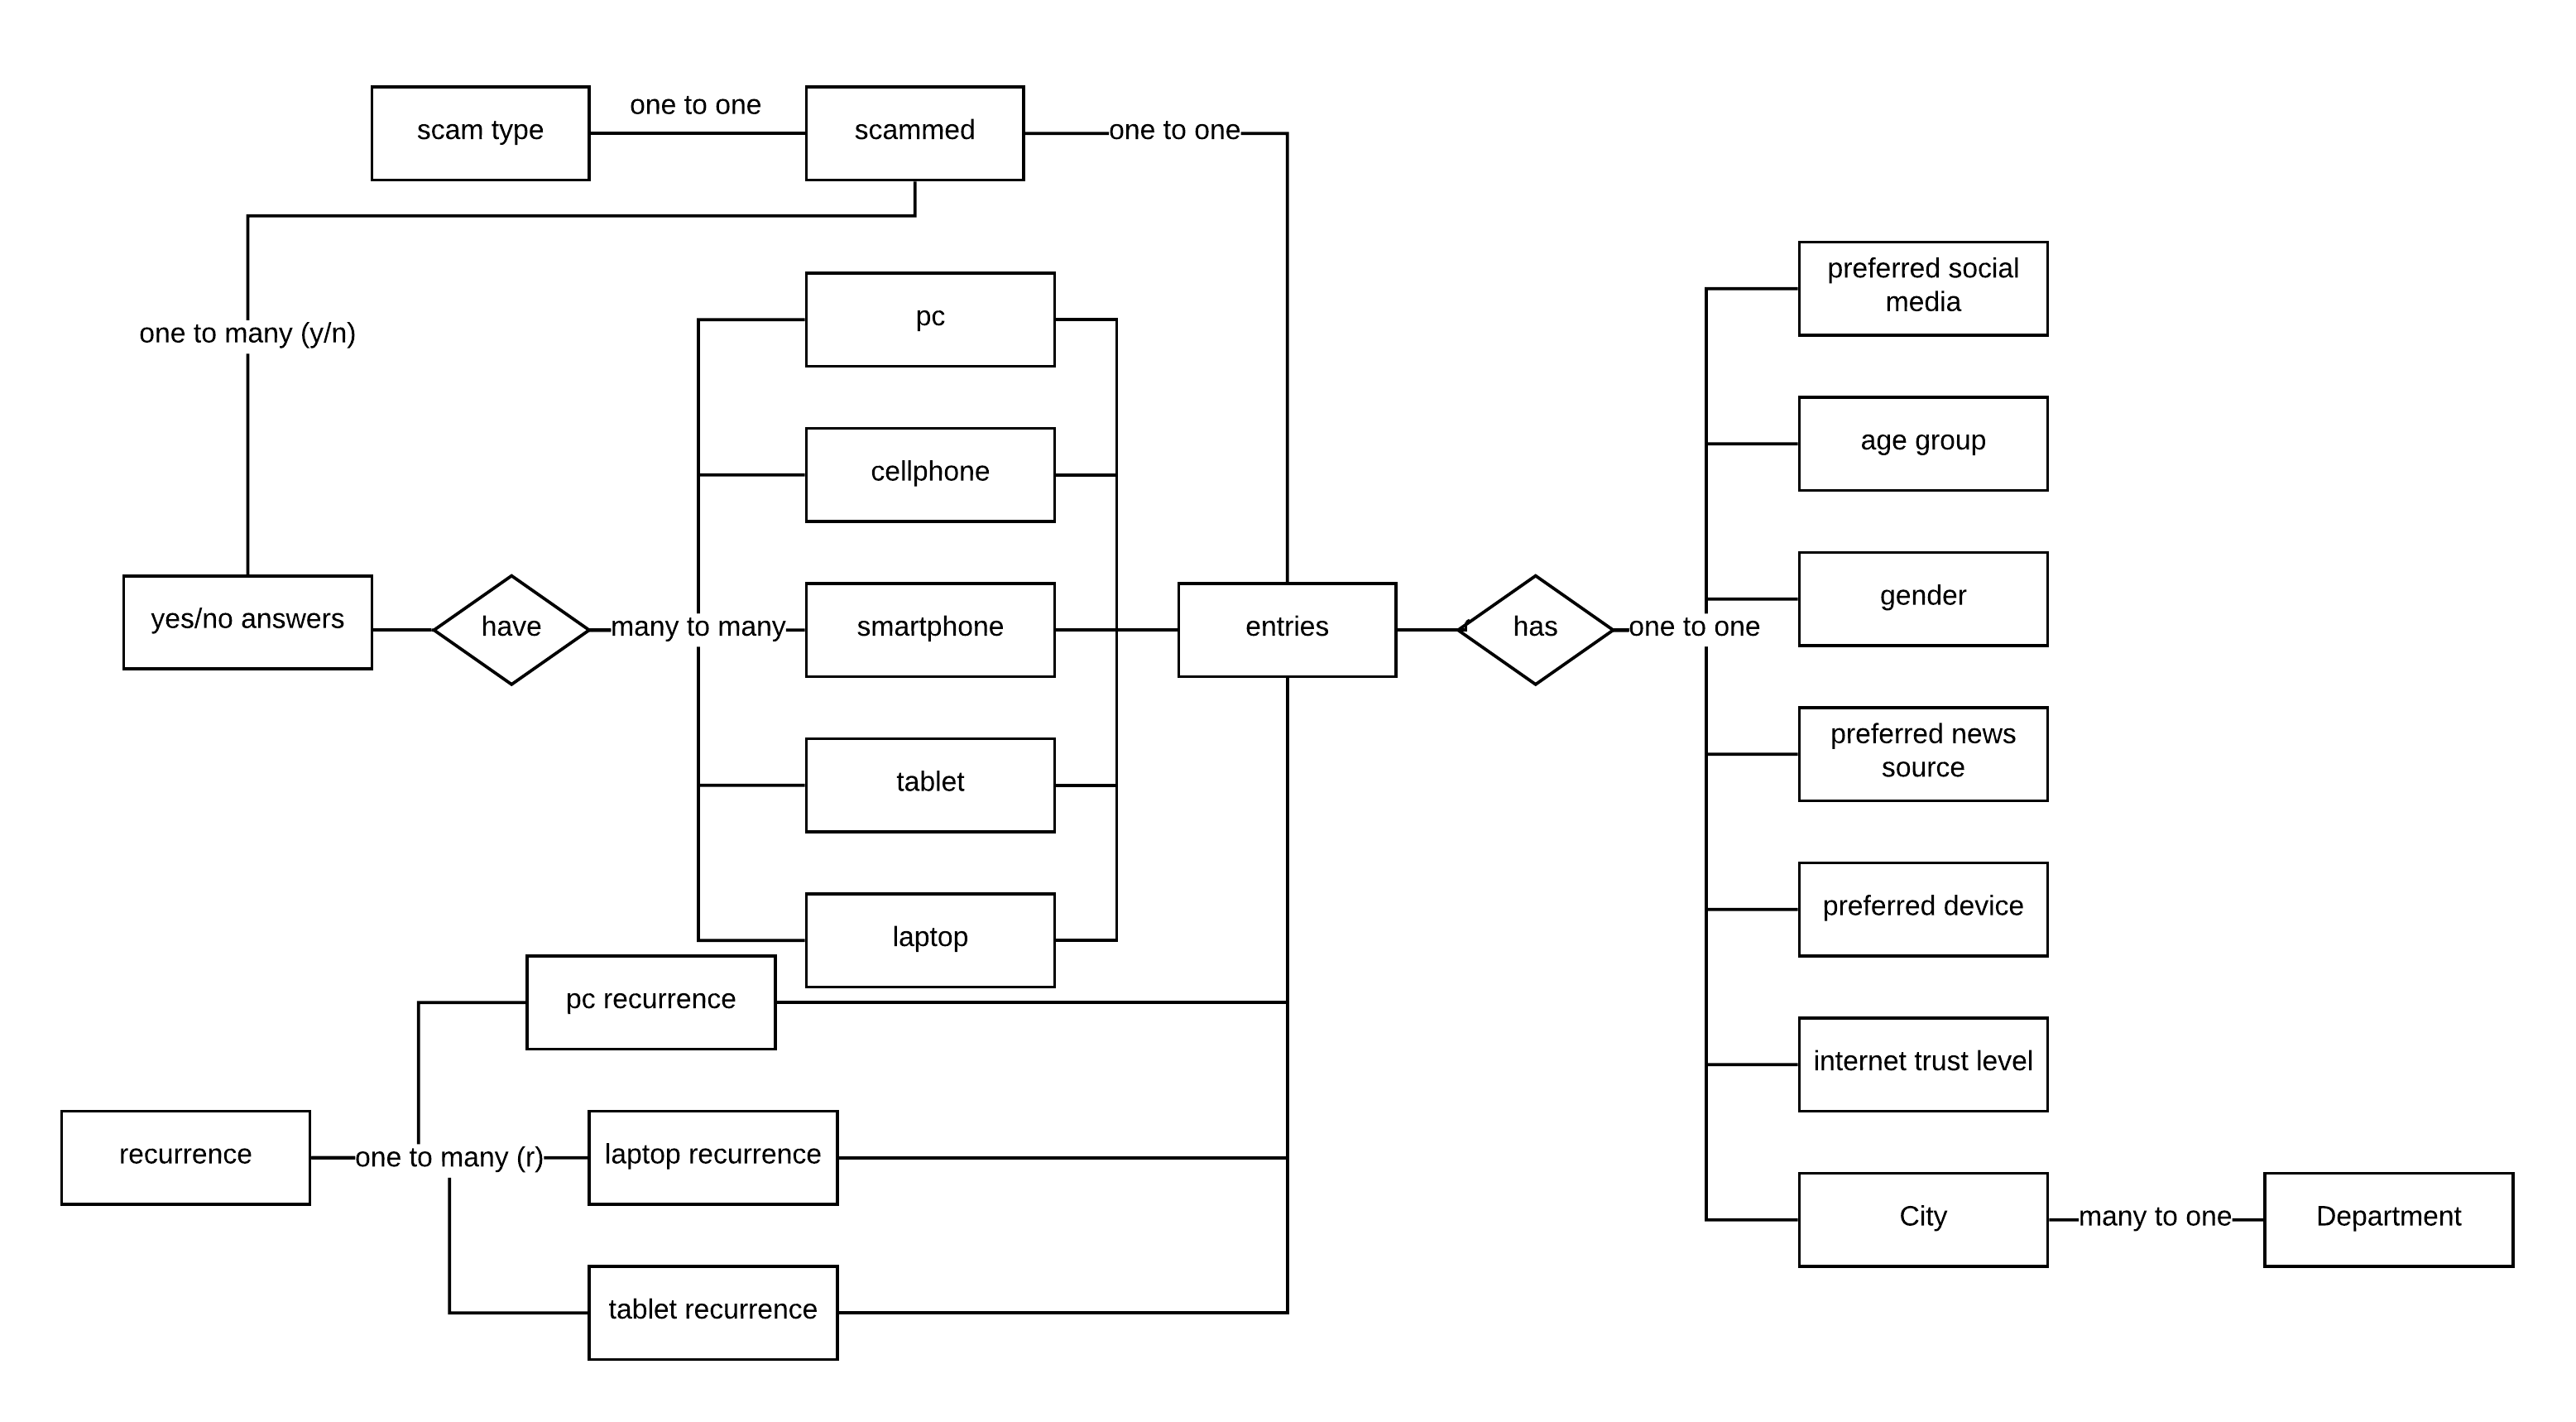 scam type
one to one
scammed
one to one
one to many (y/n)
pc
cellphone
yes/no answers
have
many to many
smartphone
tablet
laptop
entries
has
one to one
preferred social
media
age group
gender
preferred news
source
preferred device
internet trust level
City
many to one
Department
pc recurrence
recurrence
one to many (r)
laptop recurrence
tablet recurrence